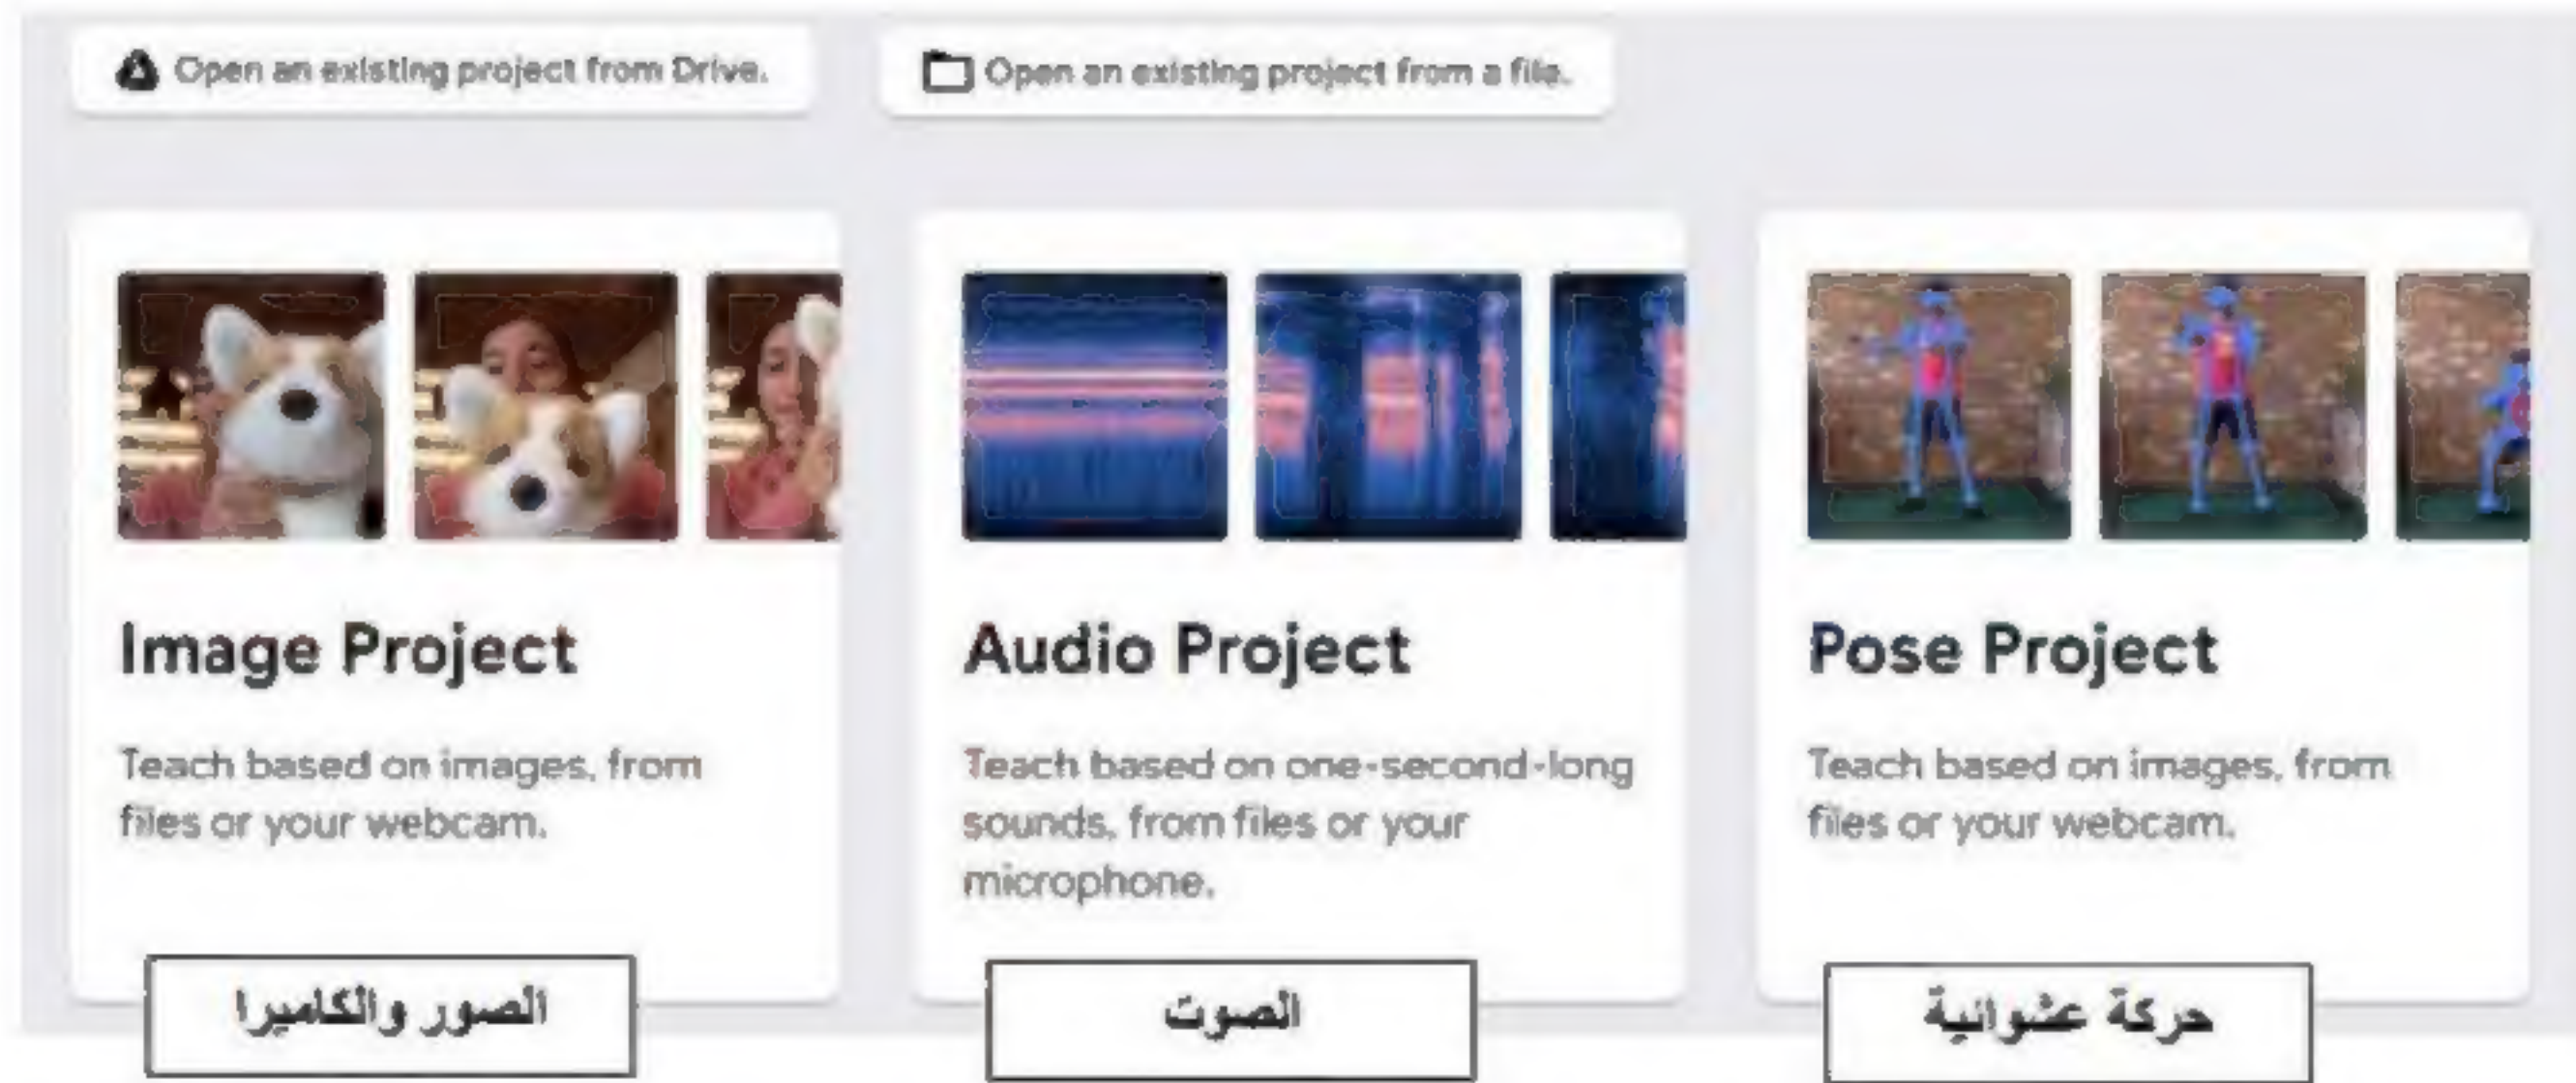 Open an existing project from Drive.
Open an existing project from a file.
Image Project
Teach based on images, from
files or your webcam.
الصور والكاميرا
Audio Project
Teach based on one-second-long
sounds, from files or your
microphone.
الصوت
Pose Project
Teach based on images, from
files or your webcam.
حركة عشوائية